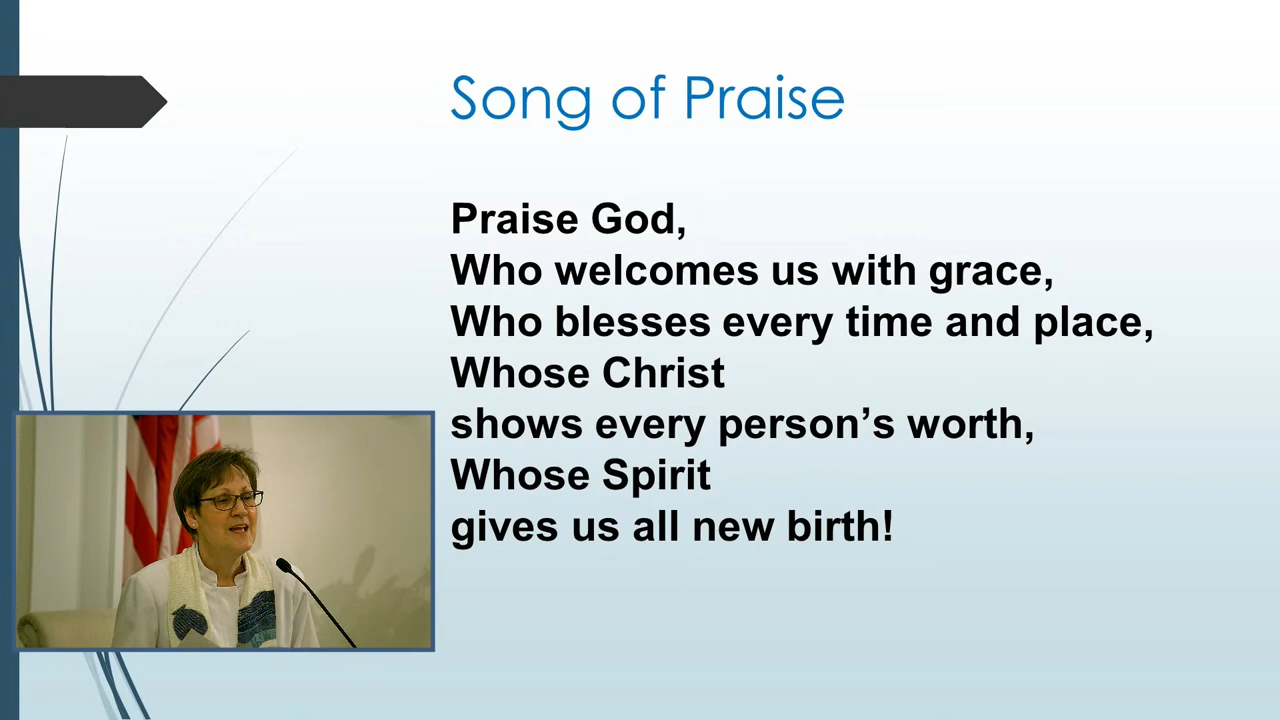 Song of Praise
Praise God,
Who welcomes us with grace,
Who blesses every time and place,
Whose Christ
shows every person’s worth,
Whose Spirit
gives us all new birth!